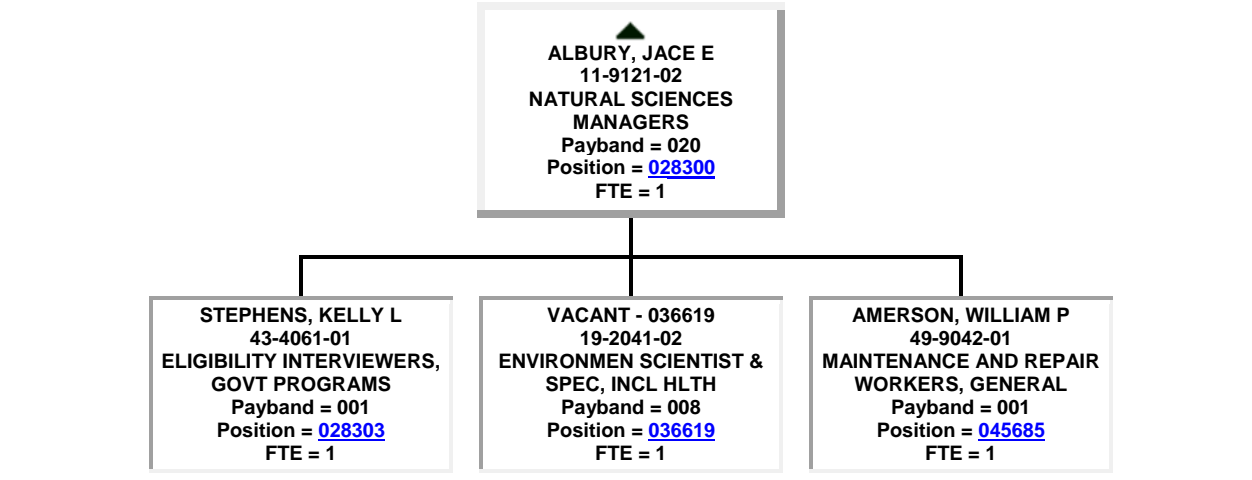 ALBURY, JACE E
11-9121-02
NATURAL SCIENCES
MANAGERS
Payband = 020
Position = 028300
FTE = 1
STEPHENS, KELLY L
43-4061-01
ELIGIBILITY INTERVIEWERS,
GOVT PROGRAMS
Payband = 001
Position = 028303
FTE = 1
VACANT - 036619
19-2041-02
ENVIRONMEN SCIENTIST &
SPEC, INCL HLTH
Payband = 008
Position = 036619
FTE = 1
AMERSON, WILLIAM P
49-9042-01
MAINTENANCE AND REPAIR
WORKERS, GENERAL
Payband = 001
Position = 045685
FTE = 1